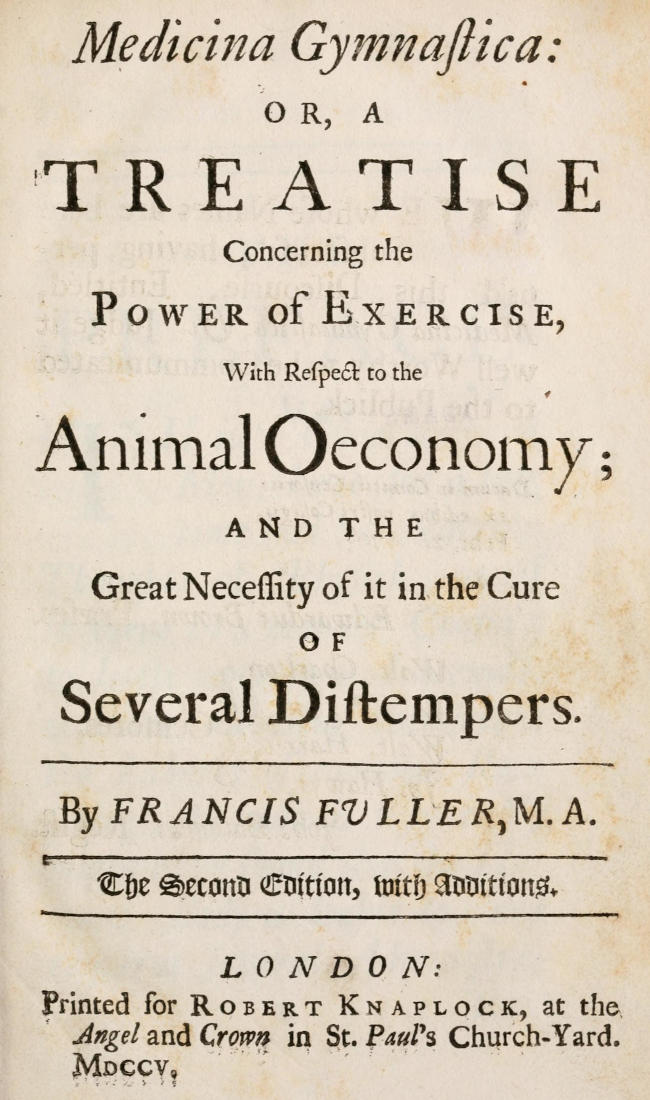 Medicina Gymnaſtica:
OR, A
TREATISE
Concerning the
POWER of EXERCISE,
With Reſpect to the
Animal Oeconomy;
AND THE
Great Neceſſity of it in the Cure
OF
Several Diſtempers.
By FRANCIS FVLLER, M. A.
The Second Edition, with Additions.
LONDON:
Printed for ROBERT KNAPLOCK, at the
Angel and Crown in St. Paul's Church-Yard.
MDCCV.